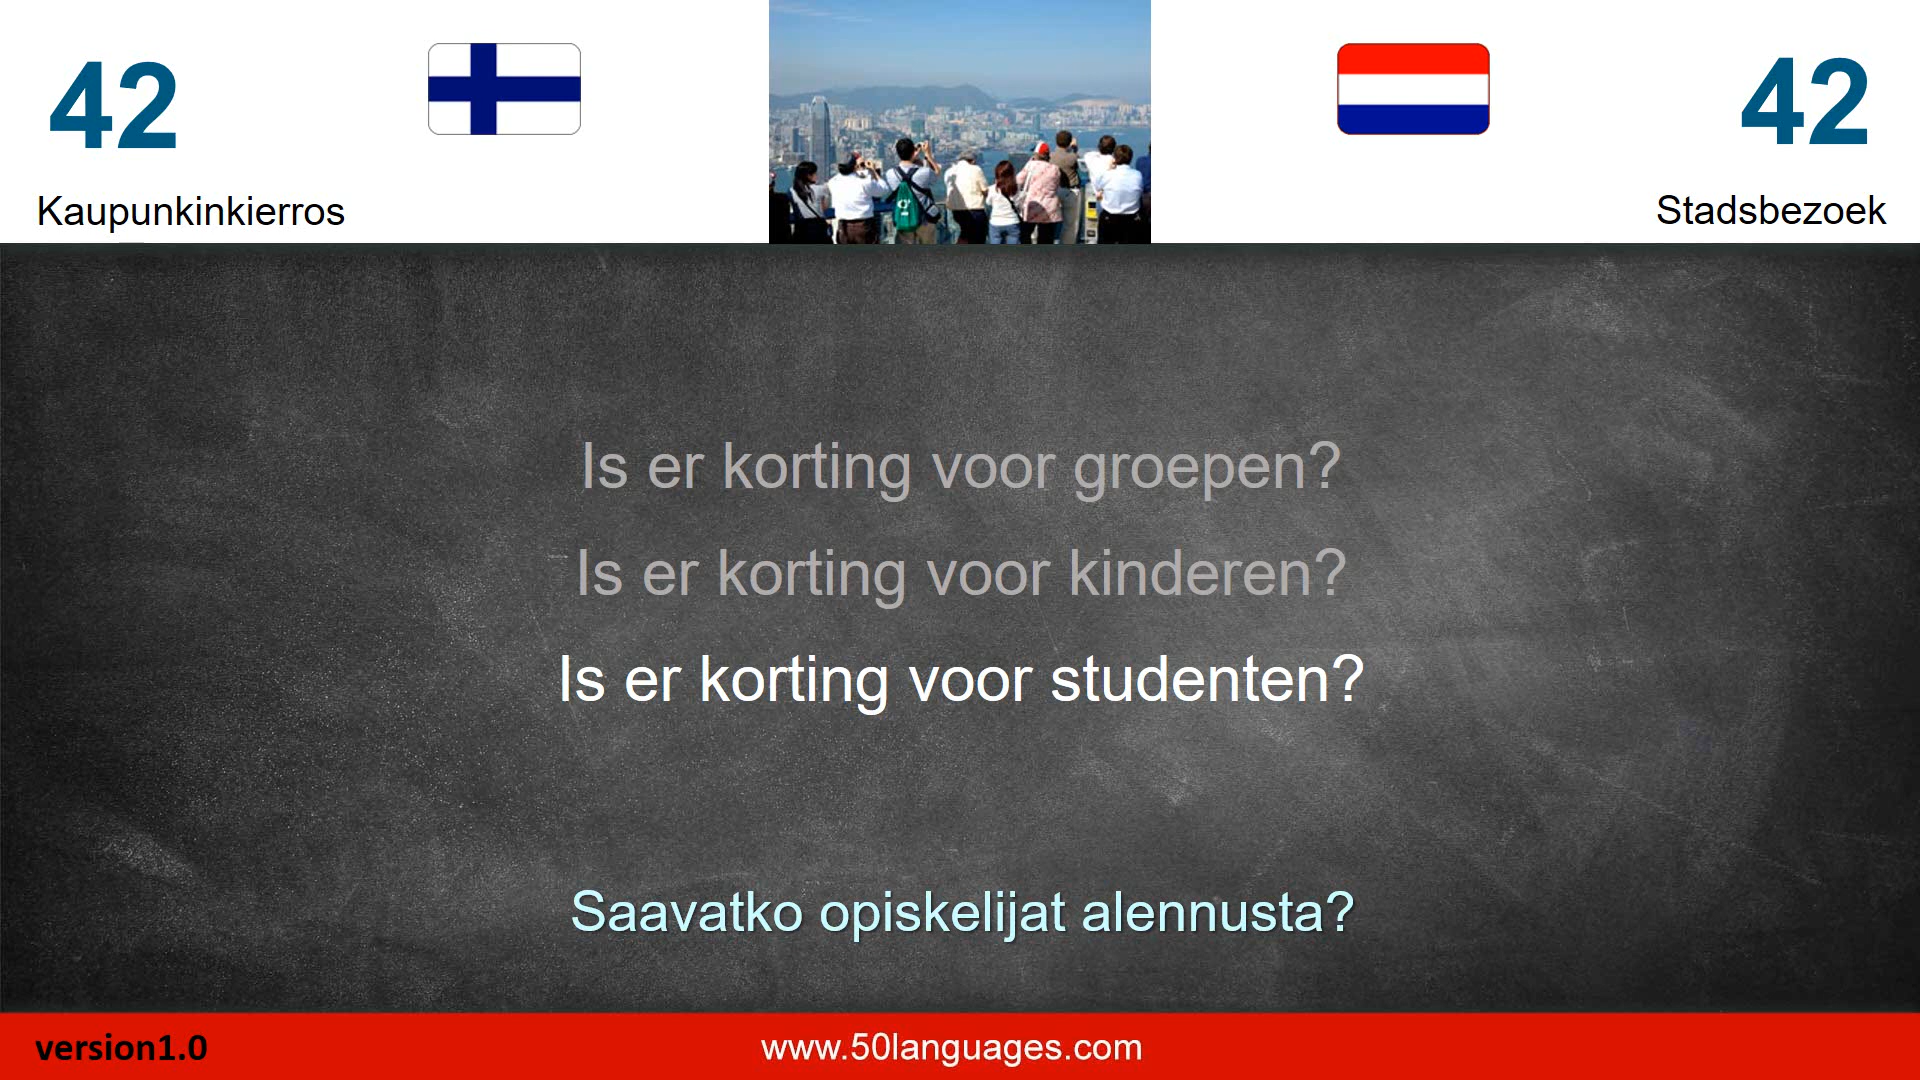 42
42
Kaupunkinkierros
Stadsbezoek
Is er korting voor groepen?
Is er korting voor kinderen?
Is er korting voor studenten?
Saavatko opiskelijat alennusta?
version1.0
www.50languages.com